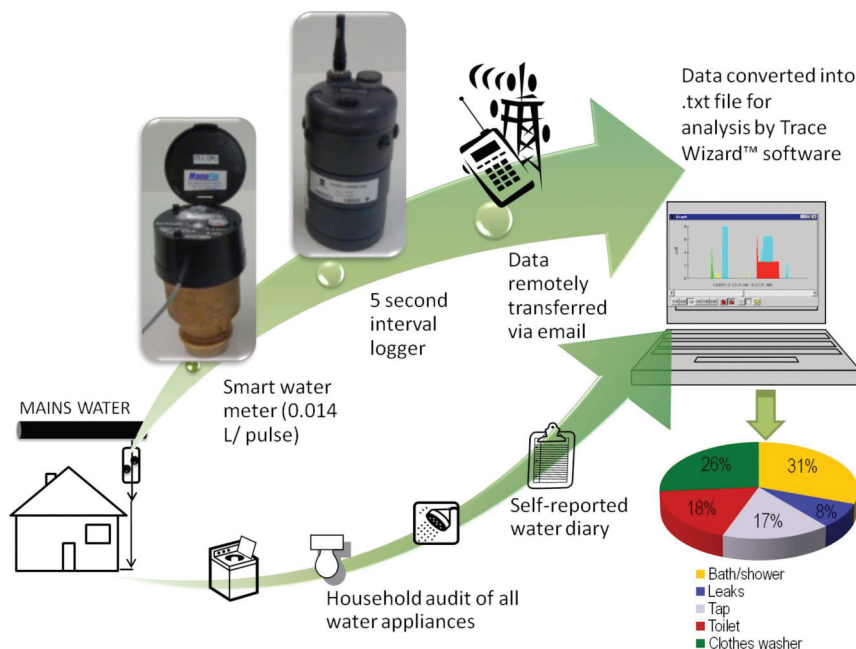 Data converted into
.txt file for
analysis by Trace
Wizard™ software
Data
remotely
transferred
via email
5 second
interval
logger
Smart water
meter (0.014
L/ pulse)
MAINS WATER
Self-reported
water diary
Household audit of all
water appliances
Graph
26%
31%
18%
17%
8%
Bath/shower
Leaks
Tap
Toilet
Clothes washer